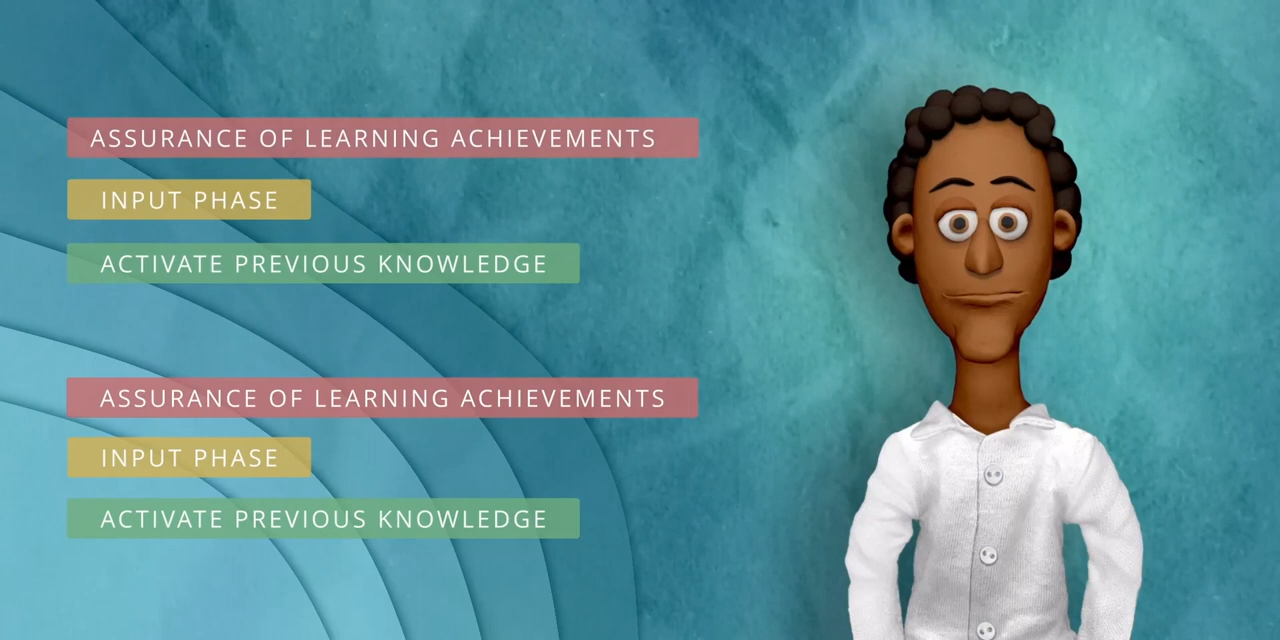 ASSURANCE OF LEARNING ACHIEVEMENTS
INPUT PHASE
ACTIVATE PREVIOUS KNOWLEDGE
ASSURANCE OF LEARNING ACHIEVEMENTS
INPUT PHASE
ACTIVATE PREVIOUS KNOWLEDGE